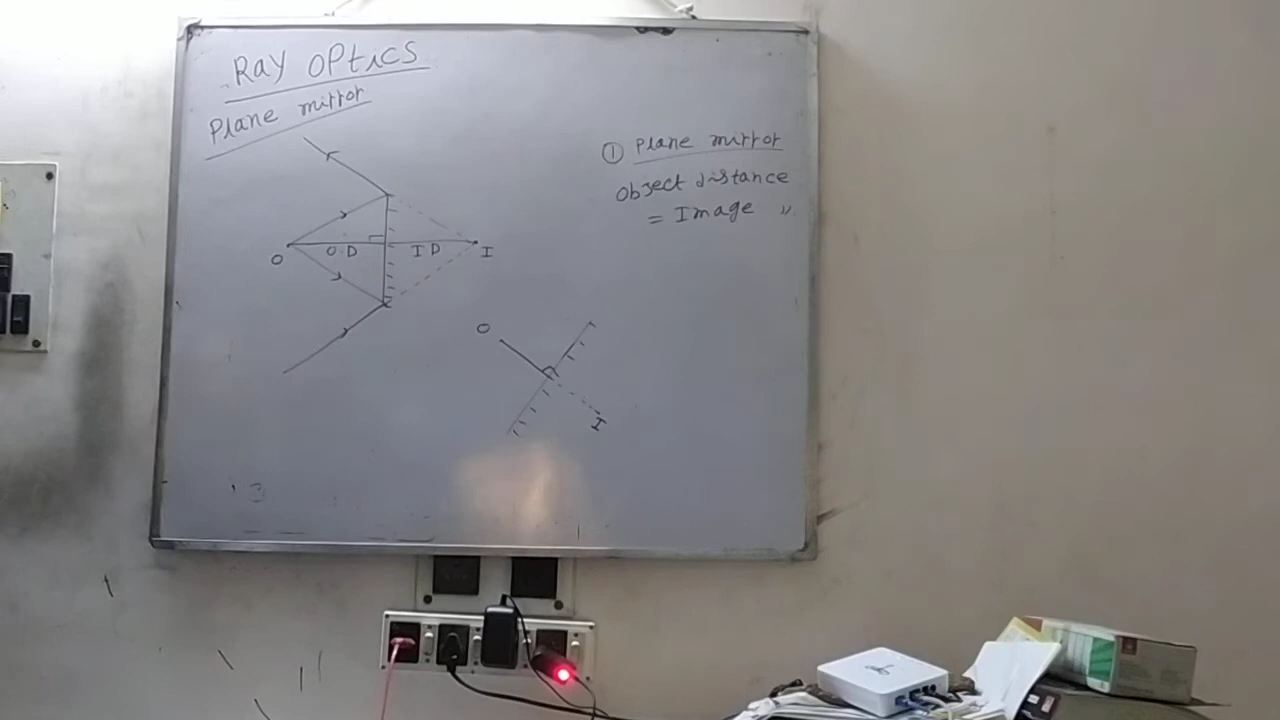 Ray Optics
Plane mirror
① Plane mirror
Object distance
= Image "
O
O.D
I D
I
O
I